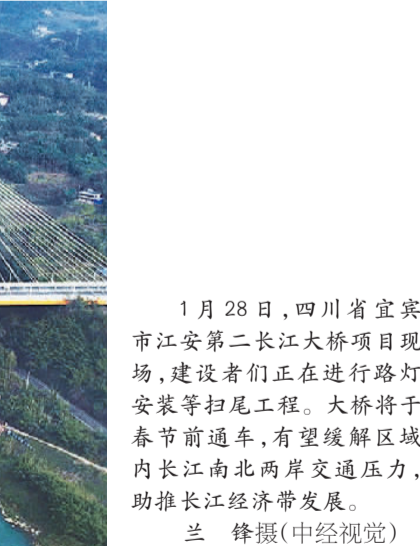 1月28日,四川省宜宾
市江安第二长江大桥项目现
场,建设者们正在进行路灯
安装等扫尾工程。大桥将于
春节前通车,有望缓解区域
内长江南北两岸交通压力,
助推长江经济带发展。
兰　锋摄(中经视觉)